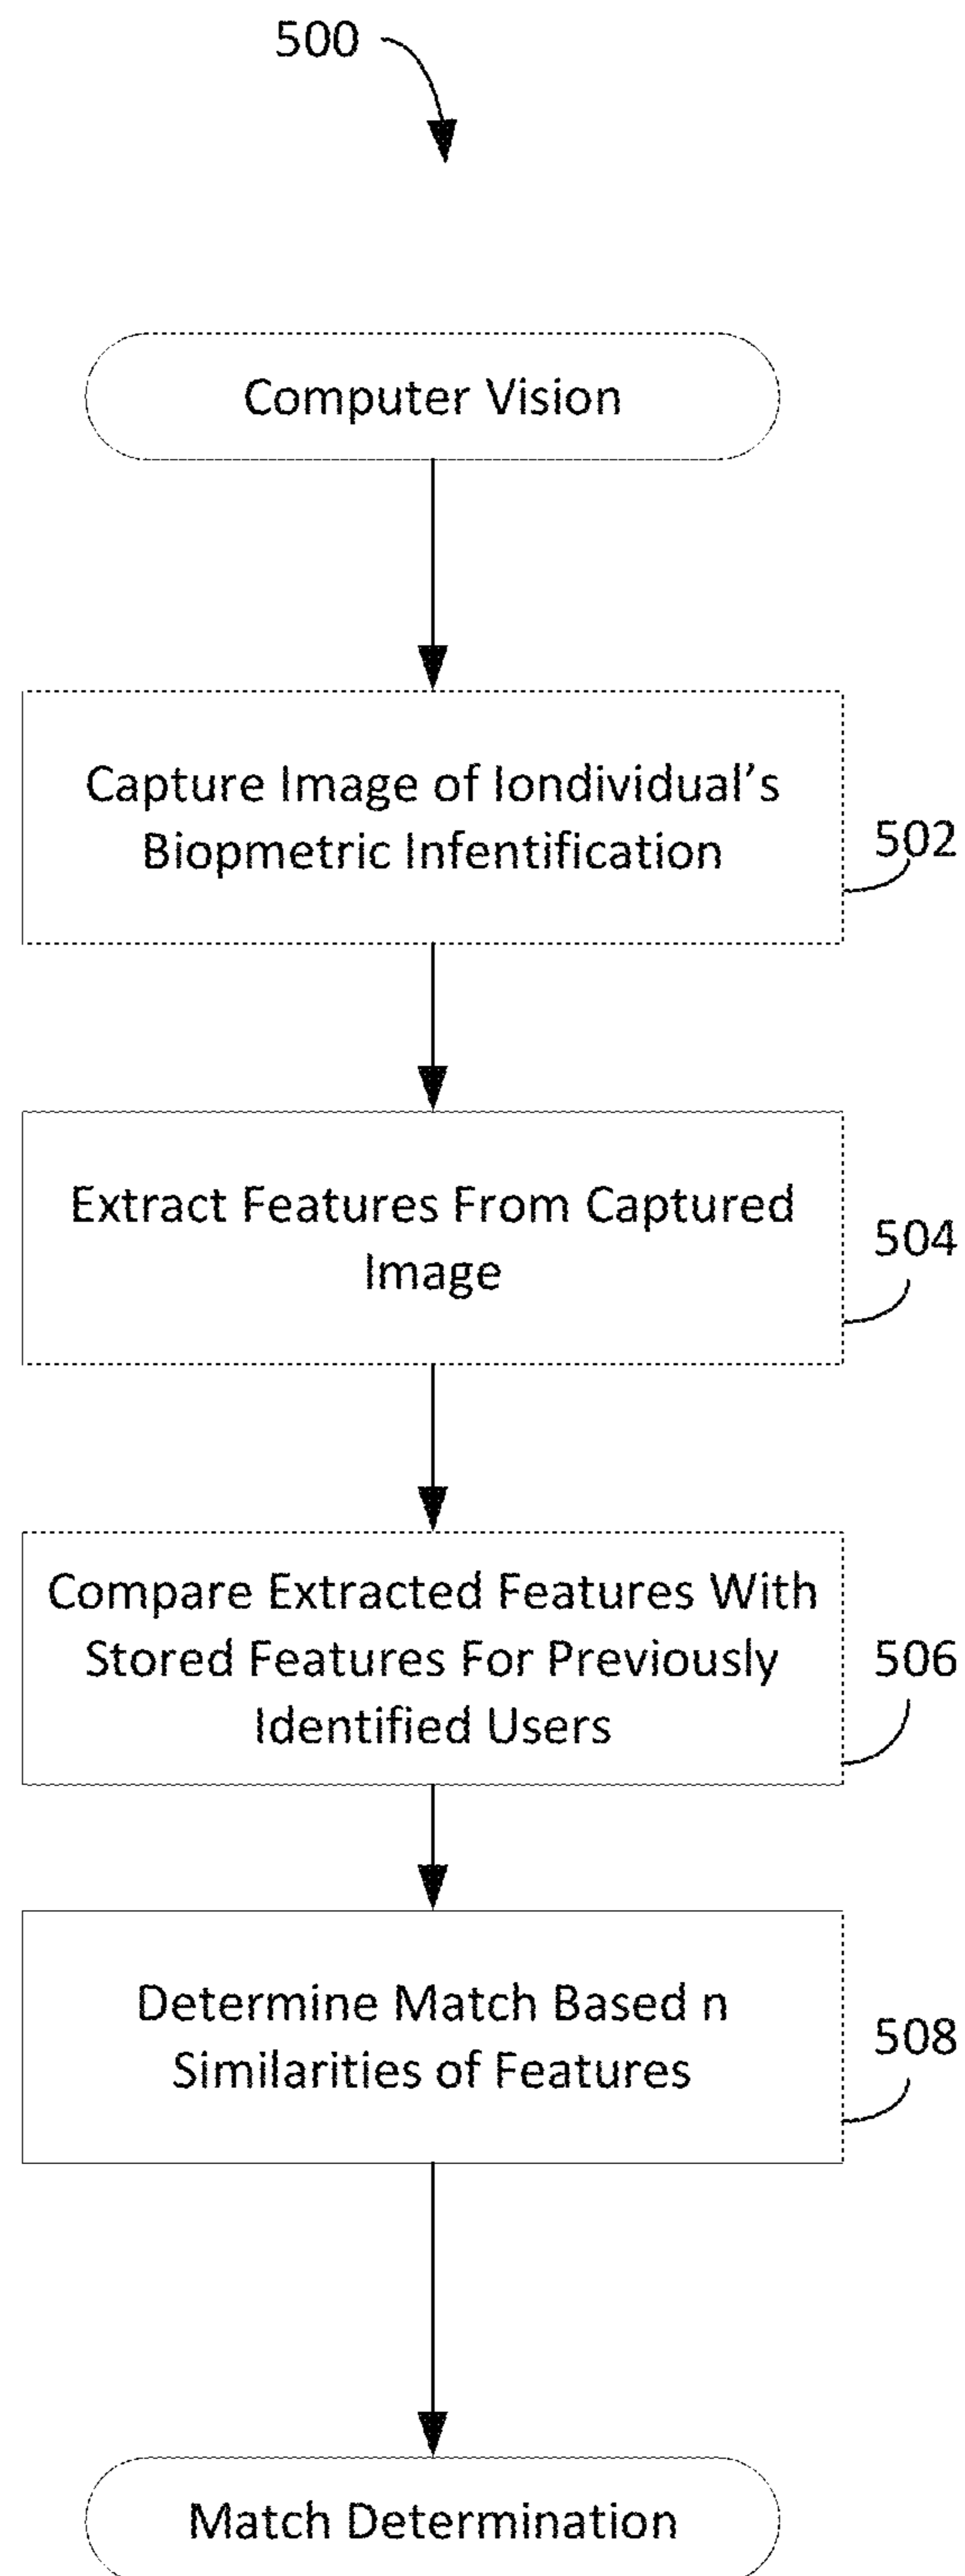 500
Computer Vision
Capture Image of Iondividual's
Biopmetric Infentification
502
Extract Features From Captured
Image
504
Compare Extracted Features With
Stored Features For Previously
Identified Users
506
Determine Match Based n
Similarities of Features
508
Match Determination